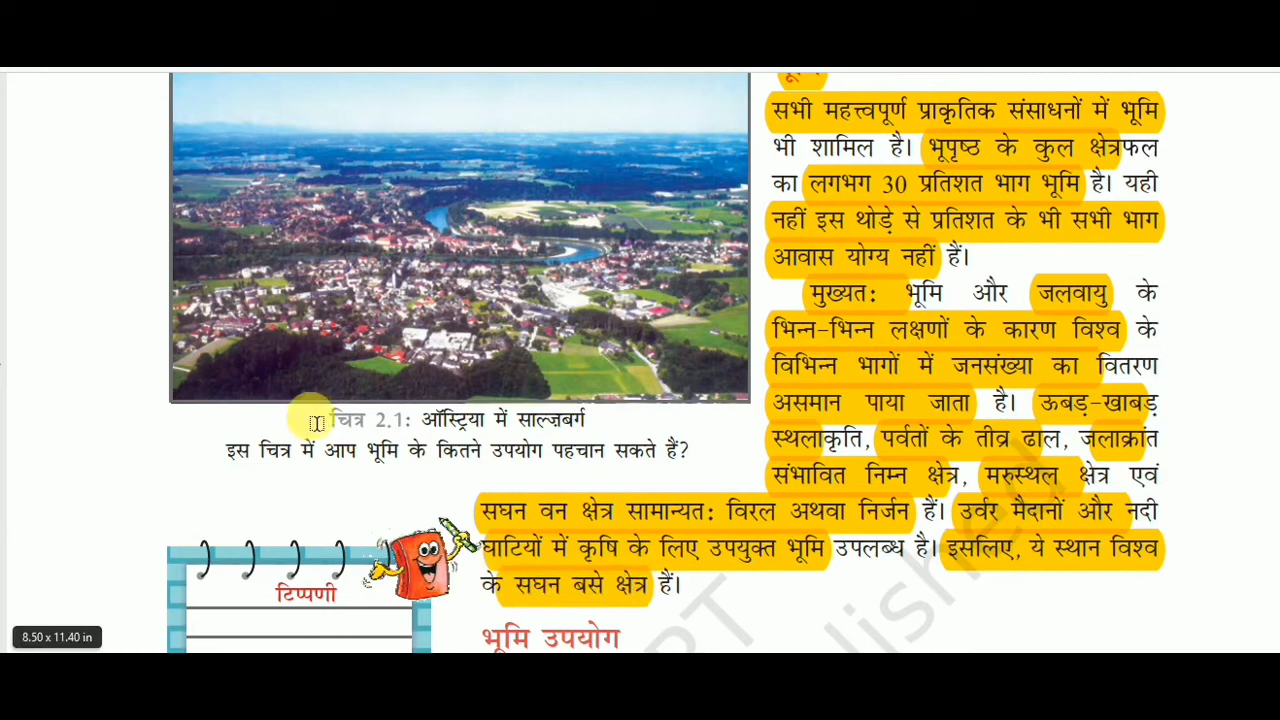 सभी महत्त्वपूर्ण प्राकृतिक संसाधनों में भूमि
भी शामिल है। भूपृष्ठ के कुल क्षेत्रफल
का लगभग 30 प्रतिशत भाग भूमि है। यही
नहीं इस थोड़े से प्रतिशत के भी सभी भाग
आवास योग्य नहीं हैं।
मुख्यत: भूमि और जलवायु के
भिन्न-भिन्न लक्षणों के कारण विश्व के
विभिन्न भागों में जनसंख्या का वितरण
असमान पाया जाता है। ऊबड़-खाबड़
स्थलाकृति, पर्वतों के तीव्र ढाल, जलाक्रांत
संभावित निम्न क्षेत्र, मरुस्थल क्षेत्र एवं
सघन वन क्षेत्र सामान्यत: विरल अथवा निर्जन हैं। उर्वर मैदानों और नदी
घाटियों में कृषि के लिए उपयुक्त भूमि उपलब्ध है। इसलिए, ये स्थान विश्व
के सघन बसे क्षेत्र हैं।
भूमि उपयोग
चित्र 2.1: ऑस्ट्रिया में साल्जबर्ग
इस चित्र में आप भूमि के कितने उपयोग पहचान सकते हैं?
टिप्पणी
8.50 x 11.40 in